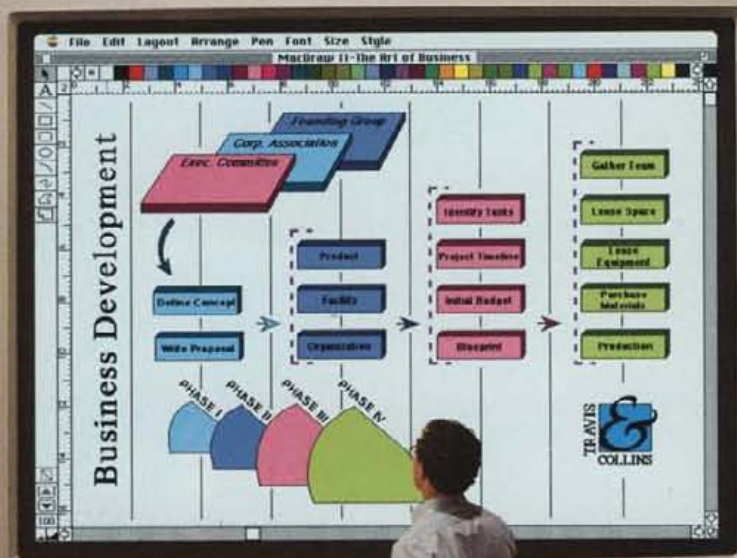 File Edit Layout Arrange Pen Font Size Style
MacDraw II-The Art of Business
Business Development
Founding Group
Corp. Association
Exec. Committee
Define Concept
Write Proposal
Product
Facility
Organization
Identify Tasks
Project Timeline
Initial Budget
Blueprint
Gather Team
Lease Space
Lease
Equipment
Purchase
Materials
Production
PHASE I
PHASE II
PHASE III
PHASE IV
TRAVIS
&
COLLINS
A
100